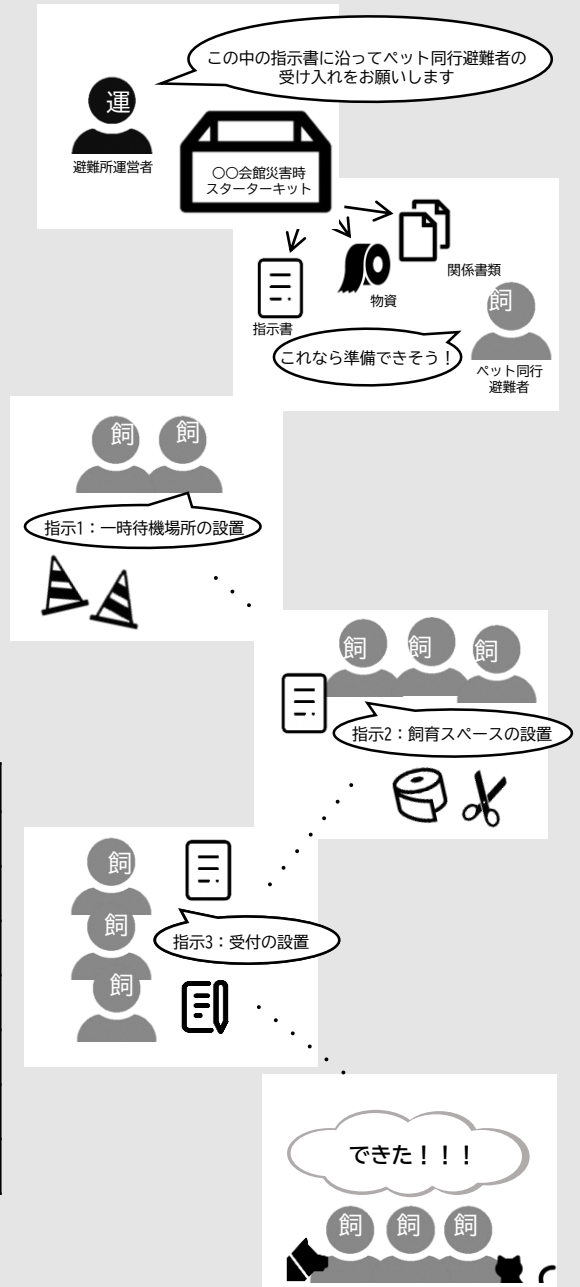 この中の指示書に沿ってペット同行避難者の
受け入れをお願いします
運
避難所運営者
〇〇会館災害時
スターターキット
関係書類
物資
指示書
飼
これなら準備できそう！
ペット同行
避難者
飼
飼
指示1：一時待機場所の設置
飼
飼
飼
指示2：飼育スペースの設置
飼
飼
指示3：受付の設置
飼
できた！！！
飼
飼
飼